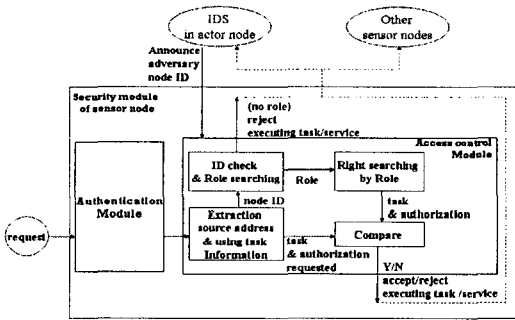 IDS
in actor node
Other
sensor nodes
Announce
adversary
node ID
Security module
of sensor node
(no role)
reject
executing task/service
Access control
Module
ID check
& Role searching
Role
Right searching
by Role
Authentication
Module
node ID
task
& authorization
request
Extraction
source address
& using task
Information
task
& authorization
requested
Compare
Y/N
accept/reject
executing task /service